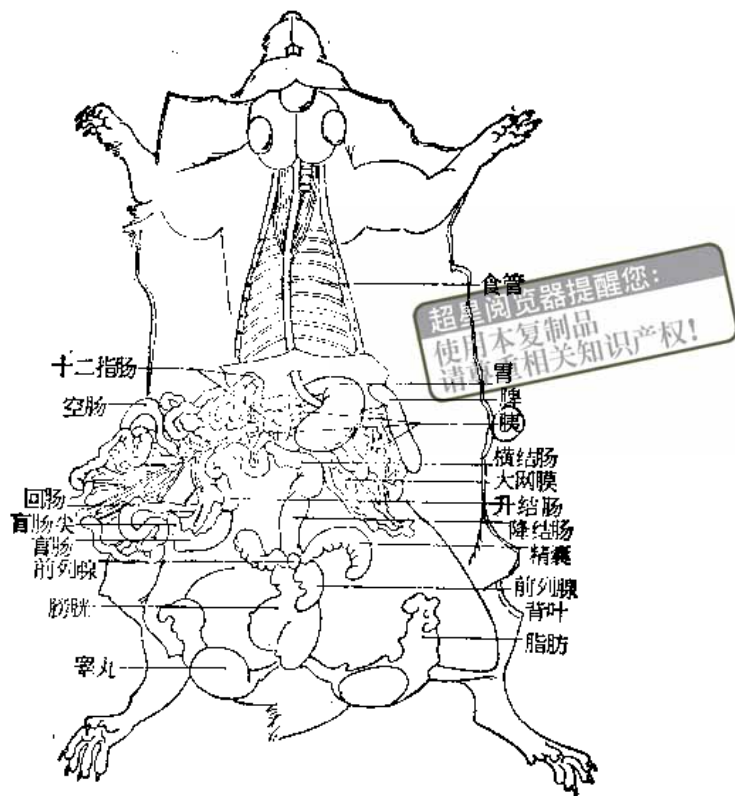 食管
超星阅览器提醒您：
使用本复制品
请尊重相关知识产权！
十二指肠
胃
脾
空肠
胰
横结肠
大网膜
回肠
升结肠
盲肠尖
降结肠
盲肠
精囊
前列腺
前列腺
背叶
膀胱
脂肪
睾丸